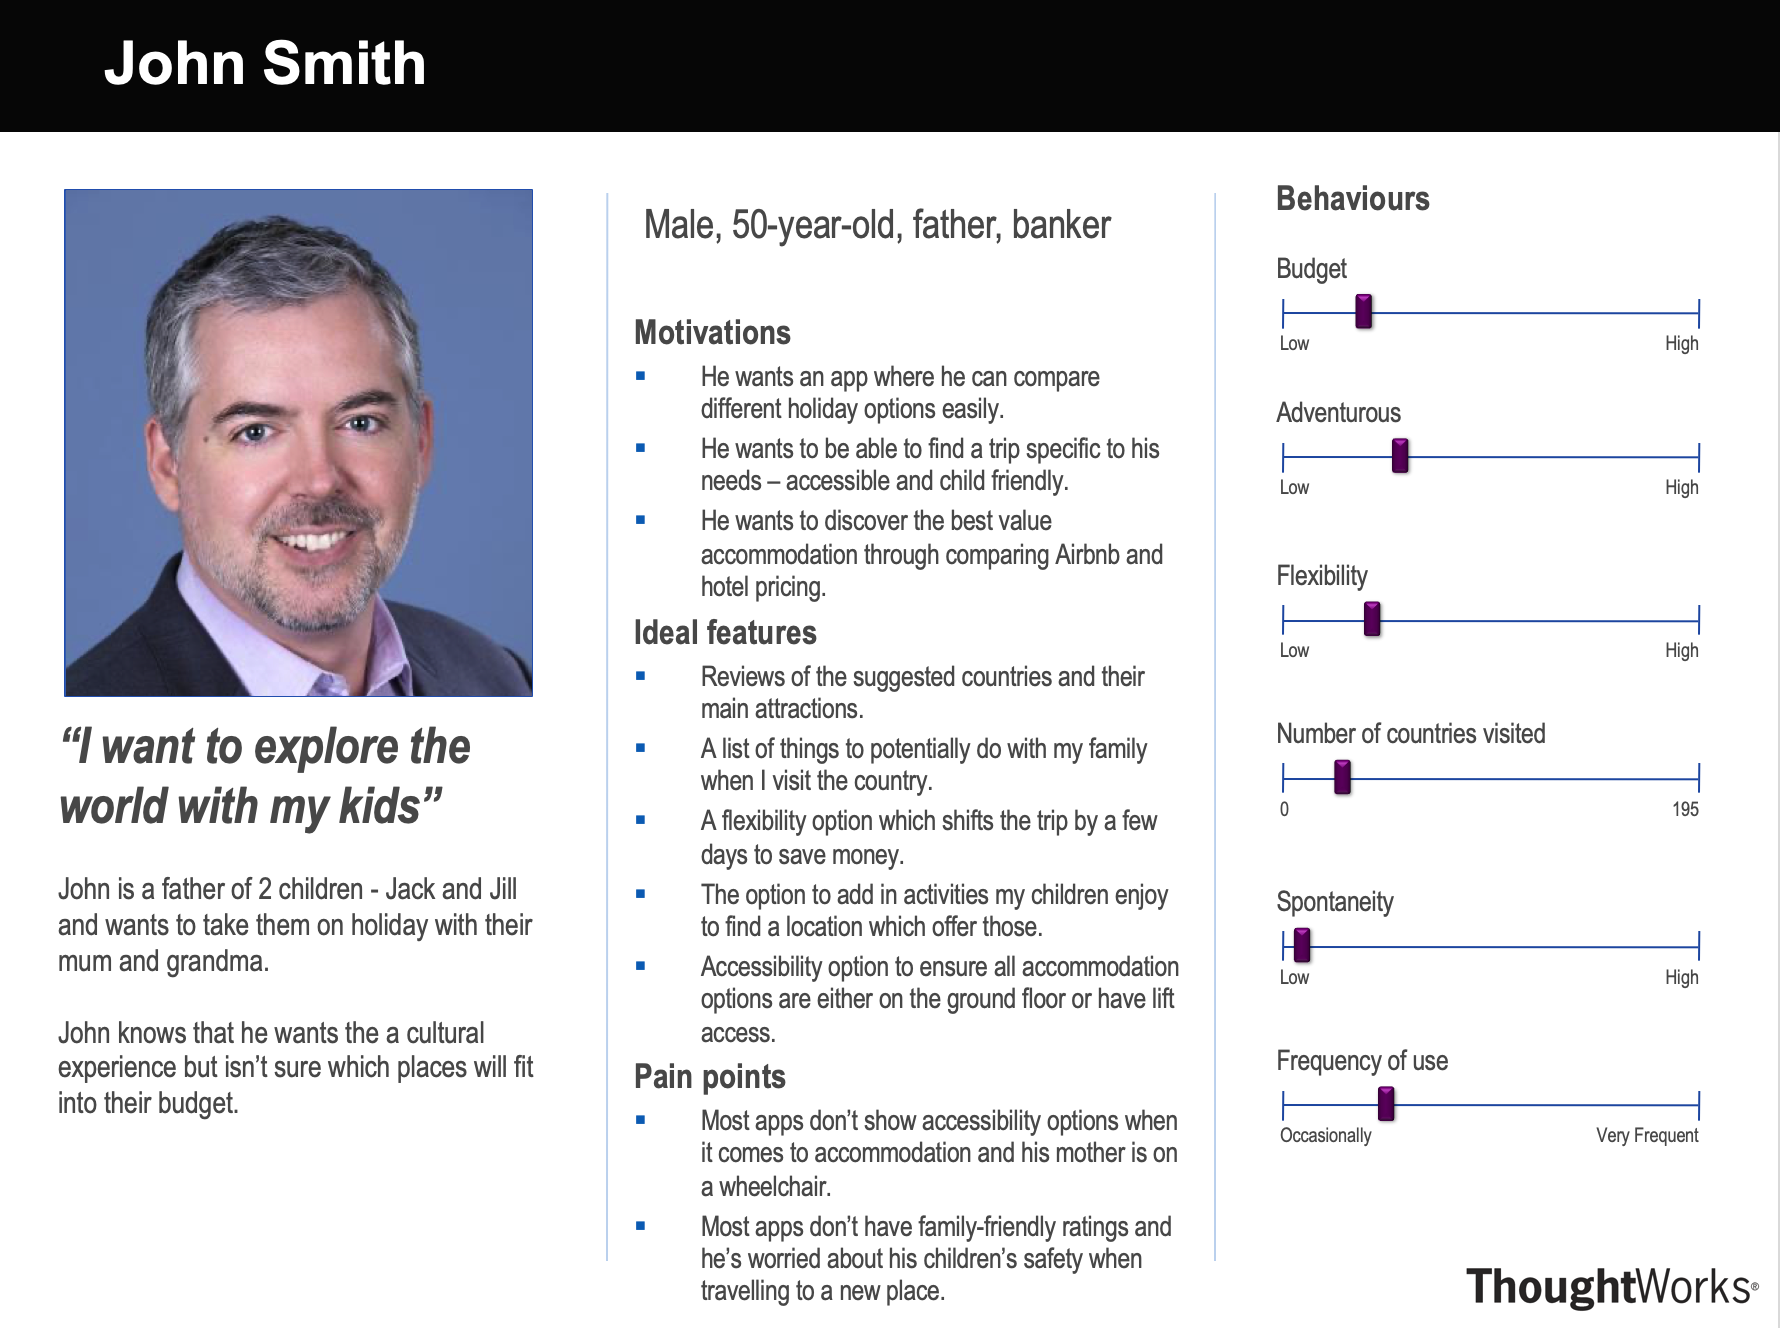 John Smith
“I want to explore the
world with my kids”
John is a father of 2 children - Jack and Jill
and wants to take them on holiday with their
mum and grandma.
John knows that he wants the a cultural
experience but isn’t sure which places will fit
into their budget.
Male, 50-year-old, father, banker
Motivations
▪ He wants an app where he can compare
different holiday options easily.
▪ He wants to be able to find a trip specific to his
needs – accessible and child friendly.
▪ He wants to discover the best value
accommodation through comparing Airbnb and
hotel pricing.
Ideal features
▪ Reviews of the suggested countries and their
main attractions.
▪ A list of things to potentially do with my family
when I visit the country.
▪ A flexibility option which shifts the trip by a few
days to save money.
▪ The option to add in activities my children enjoy
to find a location which offer those.
▪ Accessibility option to ensure all accommodation
options are either on the ground floor or have lift
access.
Pain points
▪ Most apps don’t show accessibility options when
it comes to accommodation and his mother is on
a wheelchair.
▪ Most apps don’t have family-friendly ratings and
he’s worried about his children’s safety when
travelling to a new place.
Behaviours
Budget
Low High
Adventurous
Low High
Flexibility
Low High
Number of countries visited
0 195
Spontaneity
Low High
Frequency of use
Occasionally Very Frequent
ThoughtWorks®